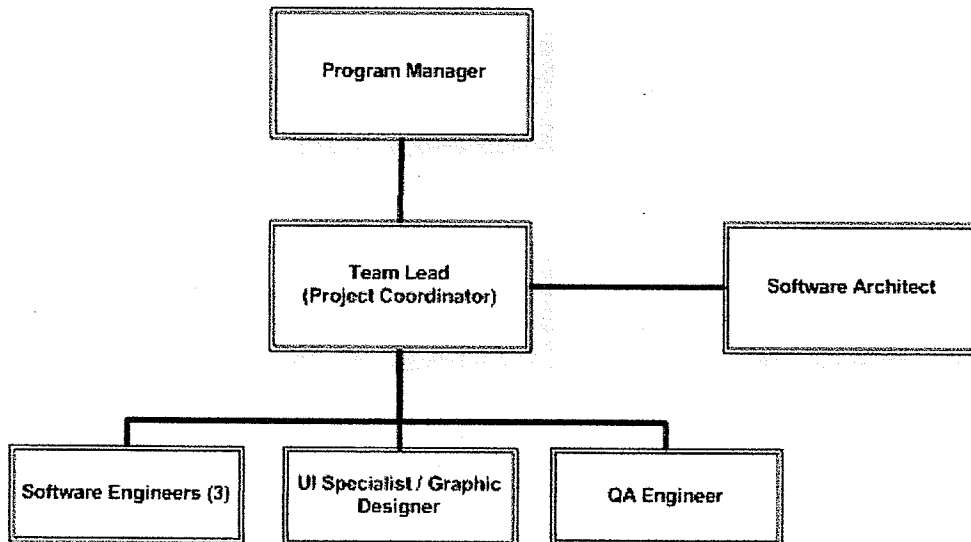 Program Manager
Team Lead
(Project Coordinator)
Software Architect
Software Engineers (3)
UI Specialist / Graphic
Designer
QA Engineer